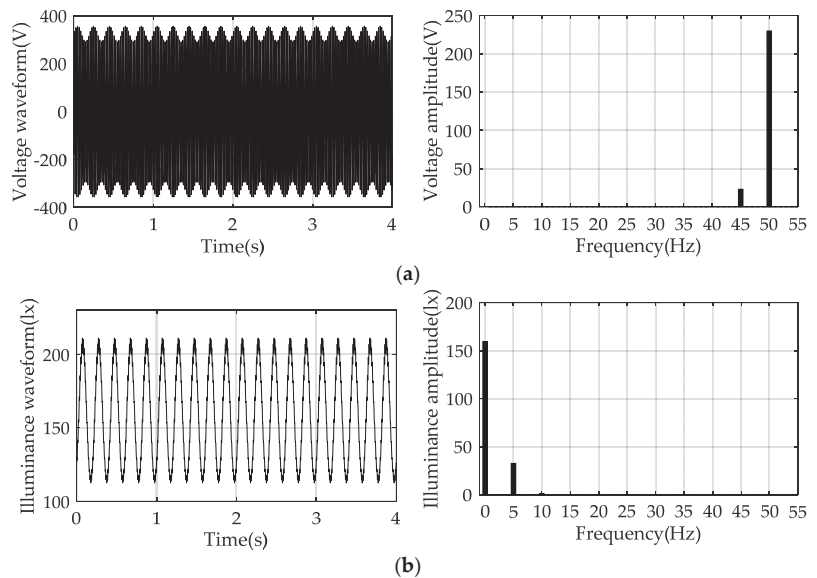 Voltage waveform(V)
400
200
0
-200
-400
0
1
2
3
4
Time(s)
Voltage amplitude(V)
250
200
150
100
50
0
0 5 10 15 20 25 30 35 40 45 50 55
Frequency(Hz)
(a)
Illuminance waveform(lx)
200
150
100
0
1
2
3
4
Time(s)
Illuminance amplitude(lx)
200
150
100
50
0
0 5 10 15 20 25 30 35 40 45 50 55
Frequency(Hz)
(b)